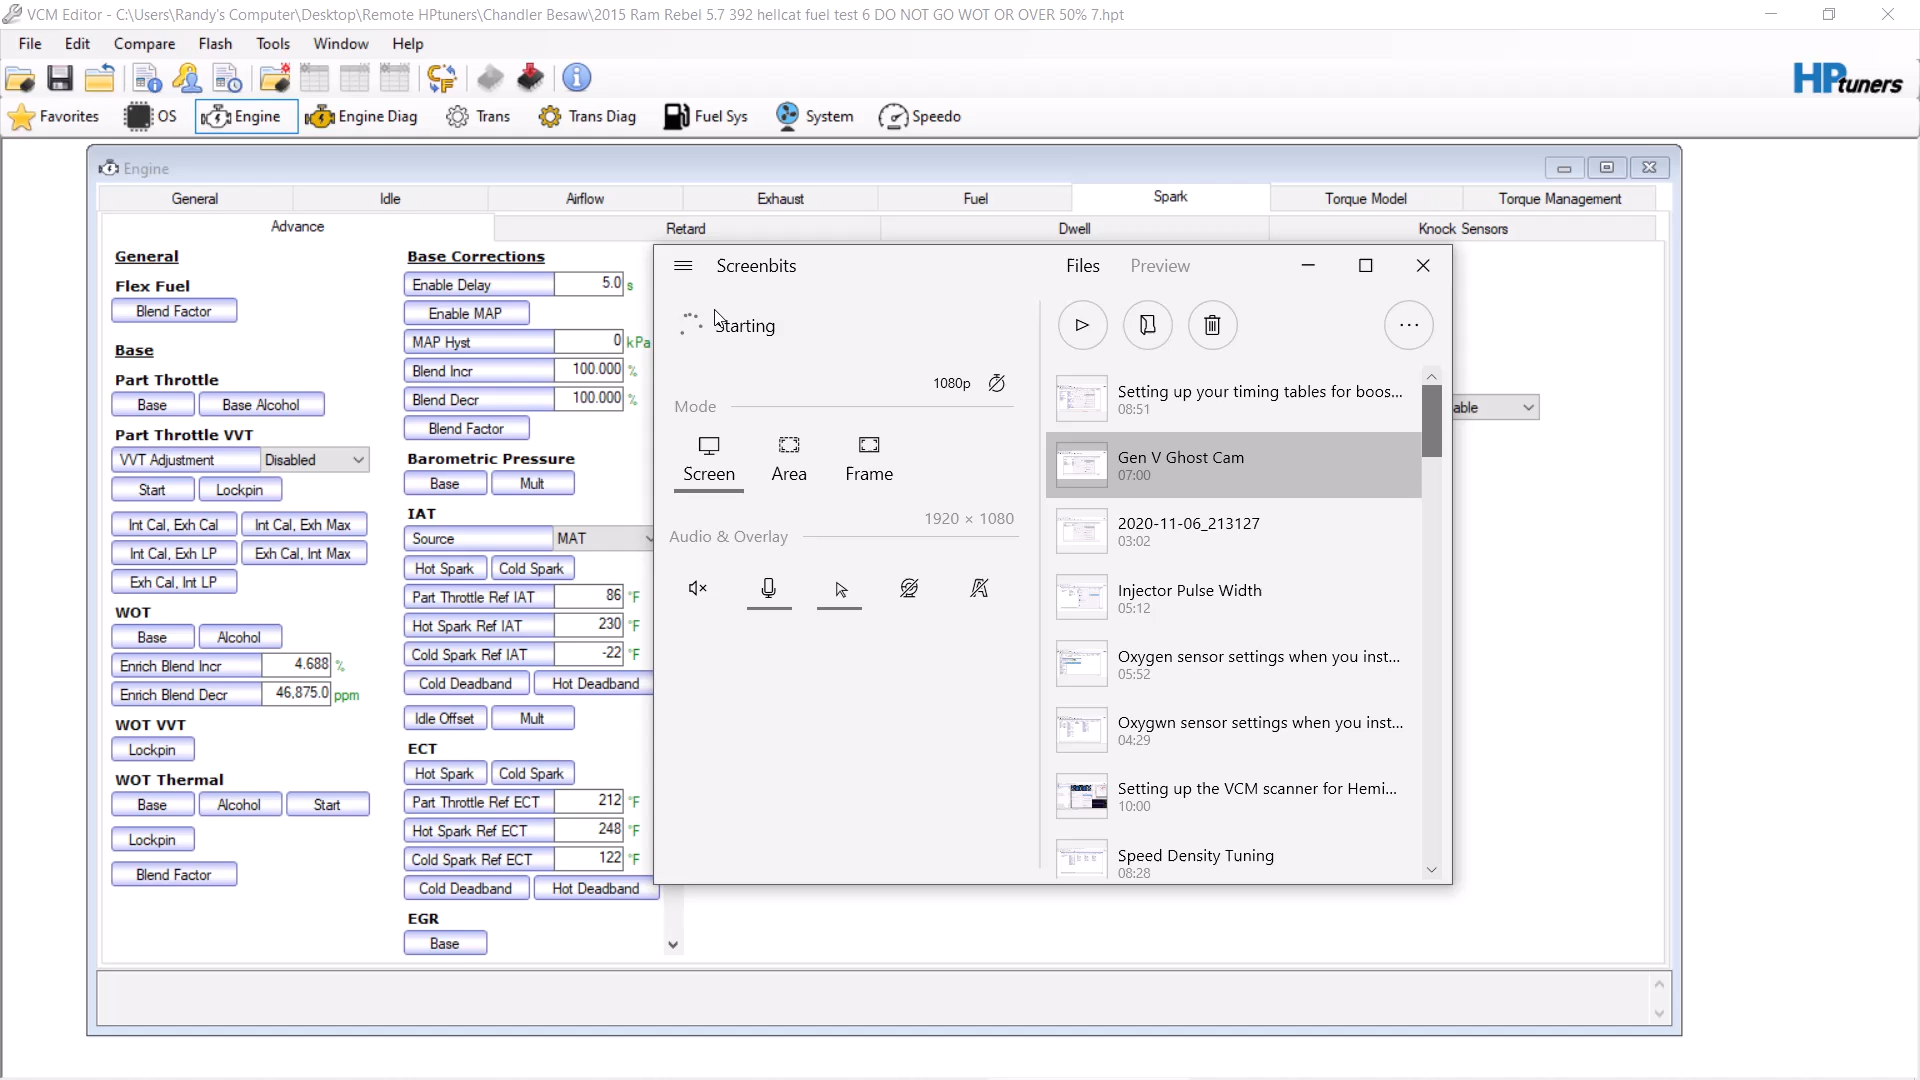 VCM Editor - C:\Users\Randy's Computer\Desktop\Remote HPtuners\Chandler Besaw\2015 Ram Rebel 5.7 392 hellcat fuel test 6 DO NOT GO WOT OR OVER 50% 7.hpt
File Edit Compare Flash Tools Window Help
HPtuners
Favorites OS Engine Engine Diag Trans Trans Diag Fuel Sys System Speedo
Engine
General Idle Airflow Exhaust Fuel Spark Torque Model Torque Management
Advance Retard Dwell Knock Sensors
General
Flex Fuel
Blend Factor
Base
Part Throttle
Base Base Alcohol
Part Throttle VVT
VVT Adjustment Disabled
Start Lockpin
Int Cal, Exh Cal Int Cal, Exh Max
Int Cal, Exh LP Exh Cal, Int Max
Exh Cal, Int LP
WOT
Base Alcohol
Enrich Blend Incr 4.688 %
Enrich Blend Decr 46,875.0 ppm
WOT VVT
Lockpin
WOT Thermal
Base Alcohol Start
Lockpin
Blend Factor
Base Corrections
Enable Delay 5.0 s
Enable MAP
MAP Hyst 0 kPa
Blend Incr 100.000 %
Blend Decr 100.000 %
Blend Factor
Barometric Pressure
Base Mult
IAT
Source MAT
Hot Spark Cold Spark
Part Throttle Ref IAT 86 °F
Hot Spark Ref IAT 230 °F
Cold Spark Ref IAT -22 °F
Cold Deadband Hot Deadband
Idle Offset Mult
ECT
Hot Spark Cold Spark
Part Throttle Ref ECT 212 °F
Hot Spark Ref ECT 248 °F
Cold Spark Ref ECT 122 °F
Cold Deadband Hot Deadband
EGR
Base
Screenbits Files Preview
Starting
1080p
Mode
Screen Area Frame
1920 × 1080
Audio & Overlay
Setting up your timing tables for boos...
08:51
Gen V Ghost Cam
07:00
2020-11-06_213127
03:02
Injector Pulse Width
05:12
Oxygen sensor settings when you inst...
05:52
Oxygwn sensor settings when you inst...
04:29
Setting up the VCM scanner for Hemi...
10:00
Speed Density Tuning
08:28
able